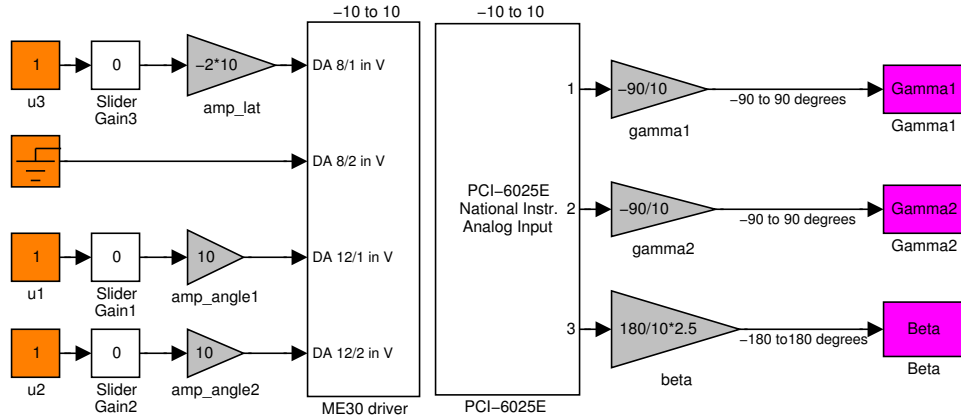 −10 to 10
−10 to 10
1
0
−2*10
DA 8/1 in V
u3
Slider
Gain3
amp_lat
DA 8/2 in V
1
0
10
DA 12/1 in V
u1
Slider
Gain1
amp_angle1
1
0
10
DA 12/2 in V
u2
Slider
Gain2
amp_angle2
ME30 driver
PCI−6025E
National Instr.
Analog Input
1
−90/10
−90 to 90 degrees
Gamma1
gamma1
Gamma1
2
−90/10
−90 to 90 degrees
Gamma2
gamma2
Gamma2
3
180/10*2.5
−180 to180 degrees
Beta
beta
Beta
PCI−6025E